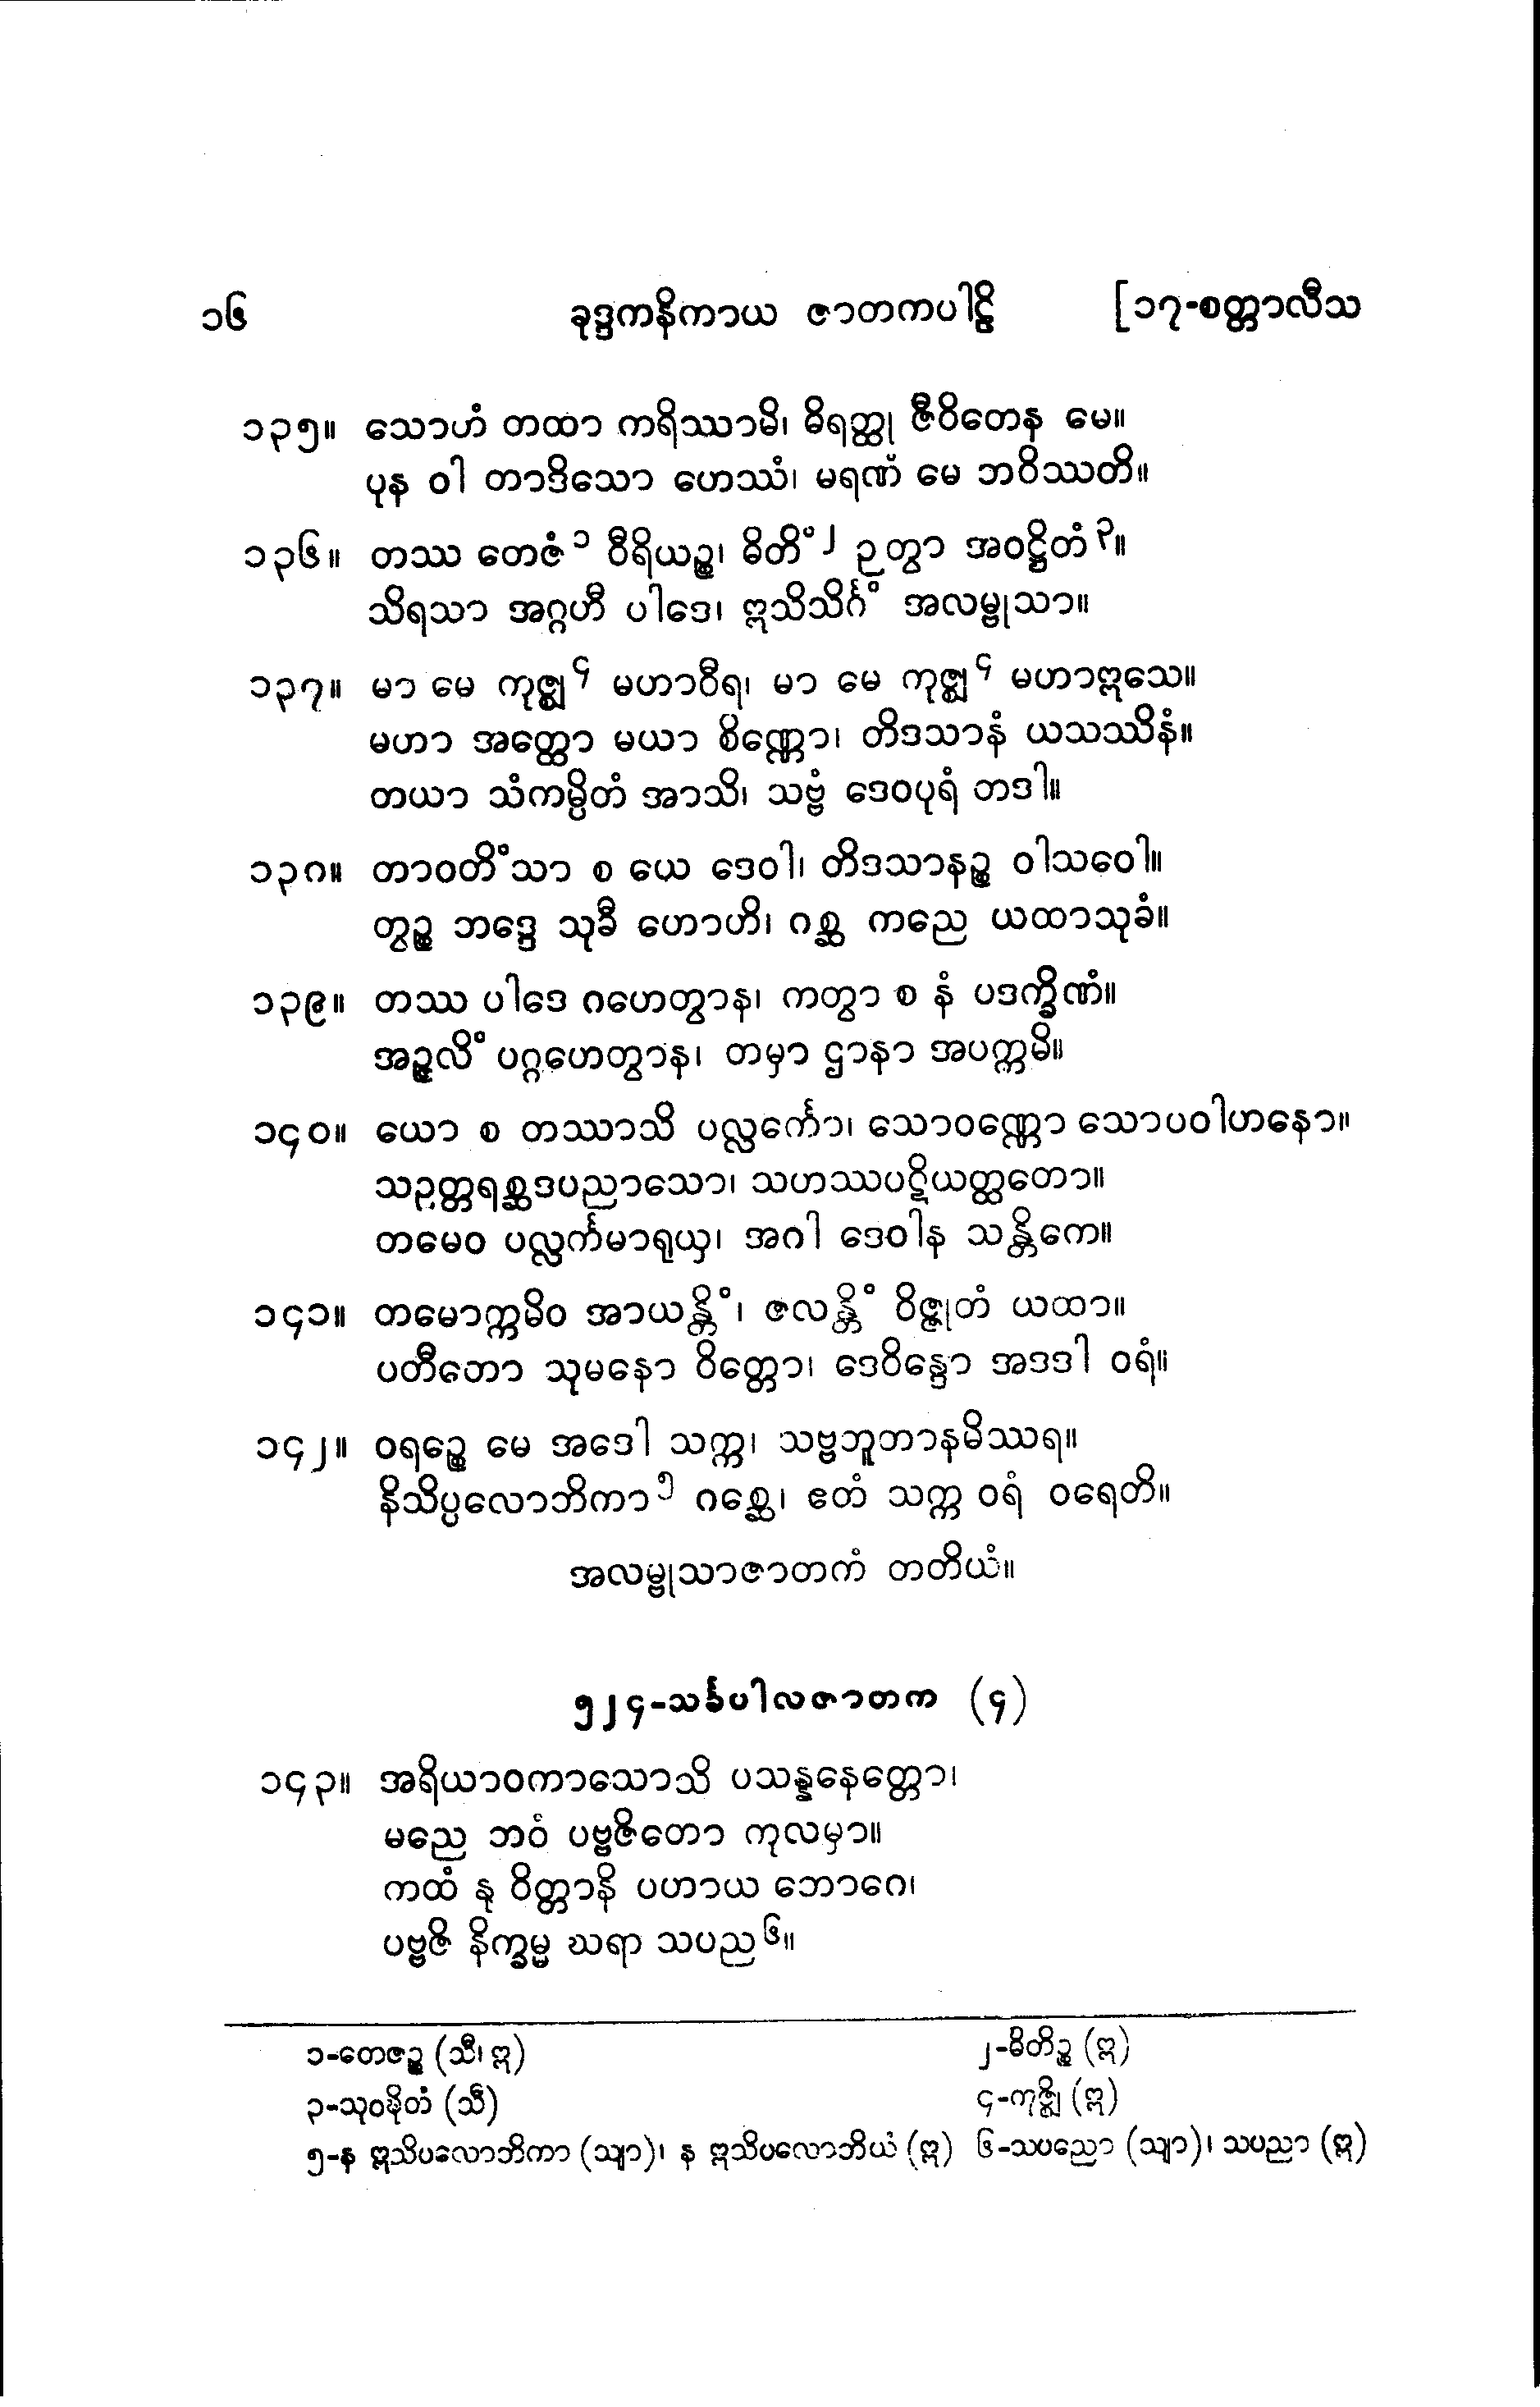 ၁၆ ခုဒ္ဒကနိကာယ ဇာတကပါဠိ [၁၇-စတ္တာလီသ
၁၃၅။ သောဟံ တထာ ကရိဿာမိ၊ ဓိရတ္ထု ဇီဝိတေန မေ။
ပုန ဝါ တာဒိသော ဟေဿံ၊ မရဏံ မေ ဘဝိဿတိ။
၁၃၆။ တဿ တေဇံ ၁ ဝီရိယဉ္စ၊ ဓိတိံ ၂ ဉတွာ အဝဋ္ဌိတံ ၃။
သိရသာ အဂ္ဂဟီ ပါဒေ၊ ဣသိသိင်္ဂံ အလမ္ဗုသာ။
၁၃၇။ မာ မေ ကုဇ္ဈ ၄ မဟာဝီရ၊ မာ မေ ကုဇ္ဈ ၄ မဟာဣသေ။
မဟာ အတ္ထော မယာ စိဏ္ဏော၊ တိဒသာနံ ယသဿိနံ။
တယာ သံကမ္ပိတံ အာသိ၊ သဗ္ဗံ ဒေဝပုရံ တဒါ။
၁၃၈။ တာဝတိံသာ စ ယေ ဒေဝါ၊ တိဒသာနဉ္စ ဝါသဝေါ။
တွဉ္စ ဘဒ္ဒေ သုခီ ဟောဟိ၊ ဂစ္ဆ ကညေ ယထာသုခံ။
၁၃၉။ တဿ ပါဒေ ဂဟေတွာန၊ ကတွာ စ နံ ပဒက္ခိဏံ။
အဉ္ဇလိံ ပဂ္ဂဟေတွာန၊ တမှာ ဌာနာ အပက္ကမိ။
၁၄၀။ ယော စ တဿာသိ ပလ္လင်္ကော၊ သောဝဏ္ဏော သောပဝါဟနော။
သဥတ္တရစ္ဆဒပညာသော၊ သဟဿပဋိယတ္ထတော။
တမေဝ ပလ္လင်္ကမာရုယှ၊ အဂါ ဒေဝါန သန္တိကေ။
၁၄၁။ တမောက္ကမိဝ အာယန္တိံ၊ ဇလန္တိံ ဝိဇ္ဇုတံ ယထာ။
ပတီတော သုမနော ဝိတ္တော၊ ဒေဝိန္ဒော အဒဒါ ဝရံ။
၁၄၂။ ဝရဉ္စေ မေ အဒေါ သက္က၊ သဗ္ဗဘူတာနမိဿရ။
နိသိပ္ပလောဘိကာ ၅ ဂစ္ဆေ၊ ဧတံ သက္က ဝရံ ဝရေတိ။
အလမ္ဗုသာဇာတကံ တတိယံ။
၅၂၄-သင်္ခပါလဇာတက (၄)
၁၄၃။ အရိယာဝကာသောသိ ပသန္နနေတ္တော၊
မညေ ဘဝံ ပဗ္ဗဇိတော ကုလမှာ။
ကထံ နု ဝိတ္တာနိ ပဟာယ ဘောဂေ၊
ပဗ္ဗဇိ နိက္ခမ္မ ဃရာ သပည ၆။
၁-တေဇဉ္စ (သီ၊ ဣ) ၂-ဓိတိဉ္စ (ဣ)
၃-သုဝဍ္ဎိတံ (သီ) ၄-ကုဇ္ဈိ (ဣ)
၅-န ဣသိပလောဘိကာ (သျာ)၊ န ဣသိပလောဘိယံ (ဣ) ၆-သပညော (သျာ)၊ သပညာ (ဣ)